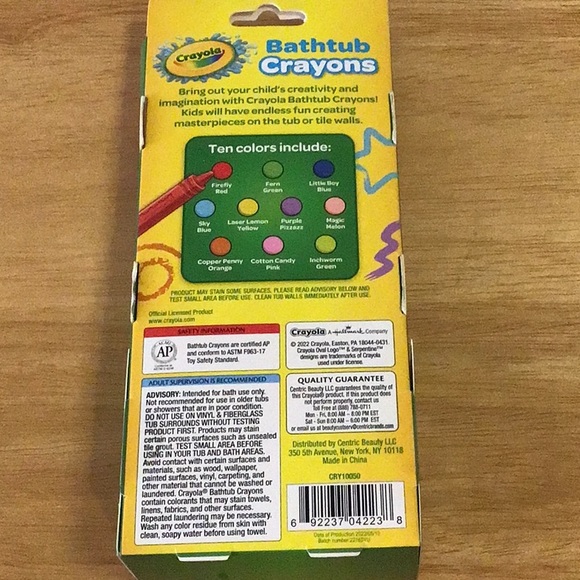 Crayola
Bathtub
Crayons
Bring out your child's creativity and
imagination with Crayola Bathtub Crayons!
Kids will have endless fun creating
masterpieces on the tub or tile walls.
Ten colors include:
Firefly
Red
Fern
Green
Little Boy
Blue
Sky
Blue
Laser Lemon
Yellow
Purple
Pizzazz
Magic
Melon
Copper Penny
Orange
Cotton Candy
Pink
Inchworm
Green
PRODUCT MAY STAIN SOME SURFACES, PLEASE READ ADVISORY BELOW AND
TEST SMALL AREA BEFORE USE. CLEAN TUB WALLS IMMEDIATELY AFTER USE.
Official Licensed Product
www.crayola.com
SAFETY INFORMATION
AP
Bathtub Crayons are certified AP
and conform to ASTM F963-17
Toy Safety Standard.
ADULT SUPERVISION IS RECOMMENDED
ADVISORY: Intended for bath use only.
Not recommended for use in older tubs
or showers that are in poor condition.
DO NOT USE ON VINYL & FIBERGLASS
TUB SURROUNDS WITHOUT TESTING
PRODUCT FIRST. Products may stain
certain porous surfaces such as unsealed
tile grout. TEST SMALL AREA BEFORE
USING IN YOUR TUB AND BATH AREAS.
Avoid contact with certain surfaces and
materials, such as wood, wallpaper,
painted surfaces, vinyl, carpeting, and
other material that cannot be washed or
laundered. Crayola® Bathtub Crayons
contain colorants that may stain towels,
linens, fabrics, and other surfaces.
Repeated laundering may be necessary.
Wash any color residue from skin with
clean, soapy water before using towel.
Crayola A Hallmark Company
© 2022 Crayola, Easton, PA 18044-0431.
Crayola Oval Logo™ & Serpentine™
designs are trademarks of Crayola
used under license.
QUALITY GUARANTEE
Centric Beauty LLC guarantees the quality of
this Crayola® product. If this product does
not perform properly, contact us
Toll Free at (888) 788-0711
Mon - Fri, 8:00 AM – 8:00 PM EST
Sat - Sun 8:00 AM – 6:00 PM EST
or email us at beautycustserv@centricbrands.com
Distributed by Centric Beauty LLC
350 5th Avenue, New York, NY 10118
Made in China
CRY10050
6 92237 04223 8
Date of Production